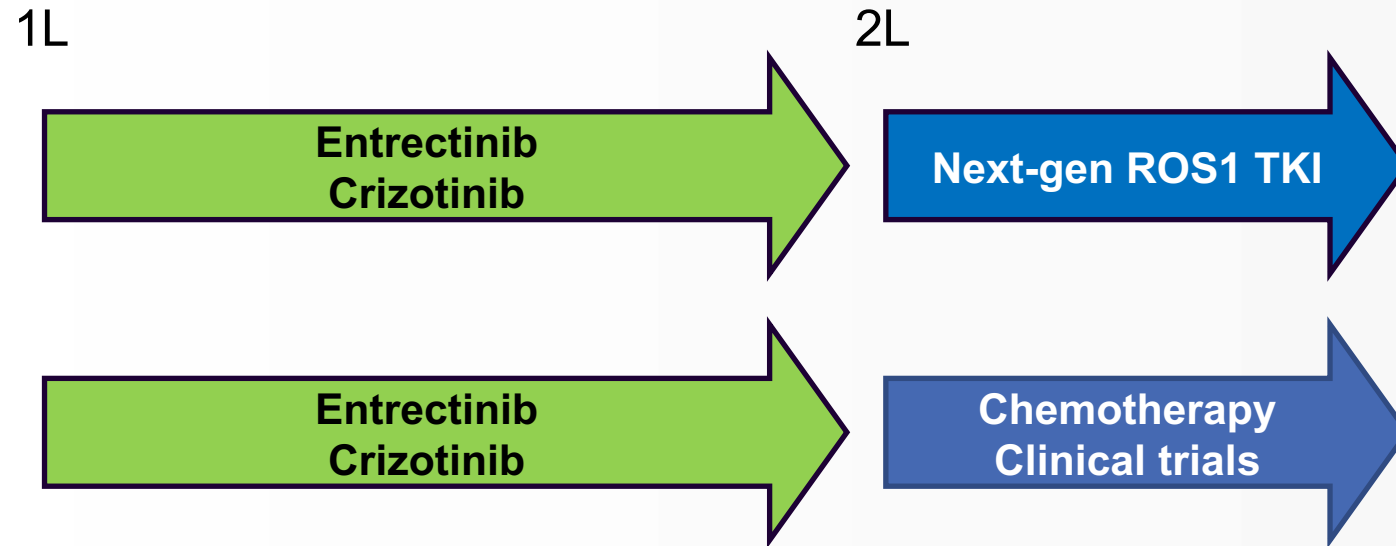 1L
2L
Entrectinib
Crizotinib
Next-gen ROS1 TKI
Entrectinib
Crizotinib
Chemotherapy
Clinical trials